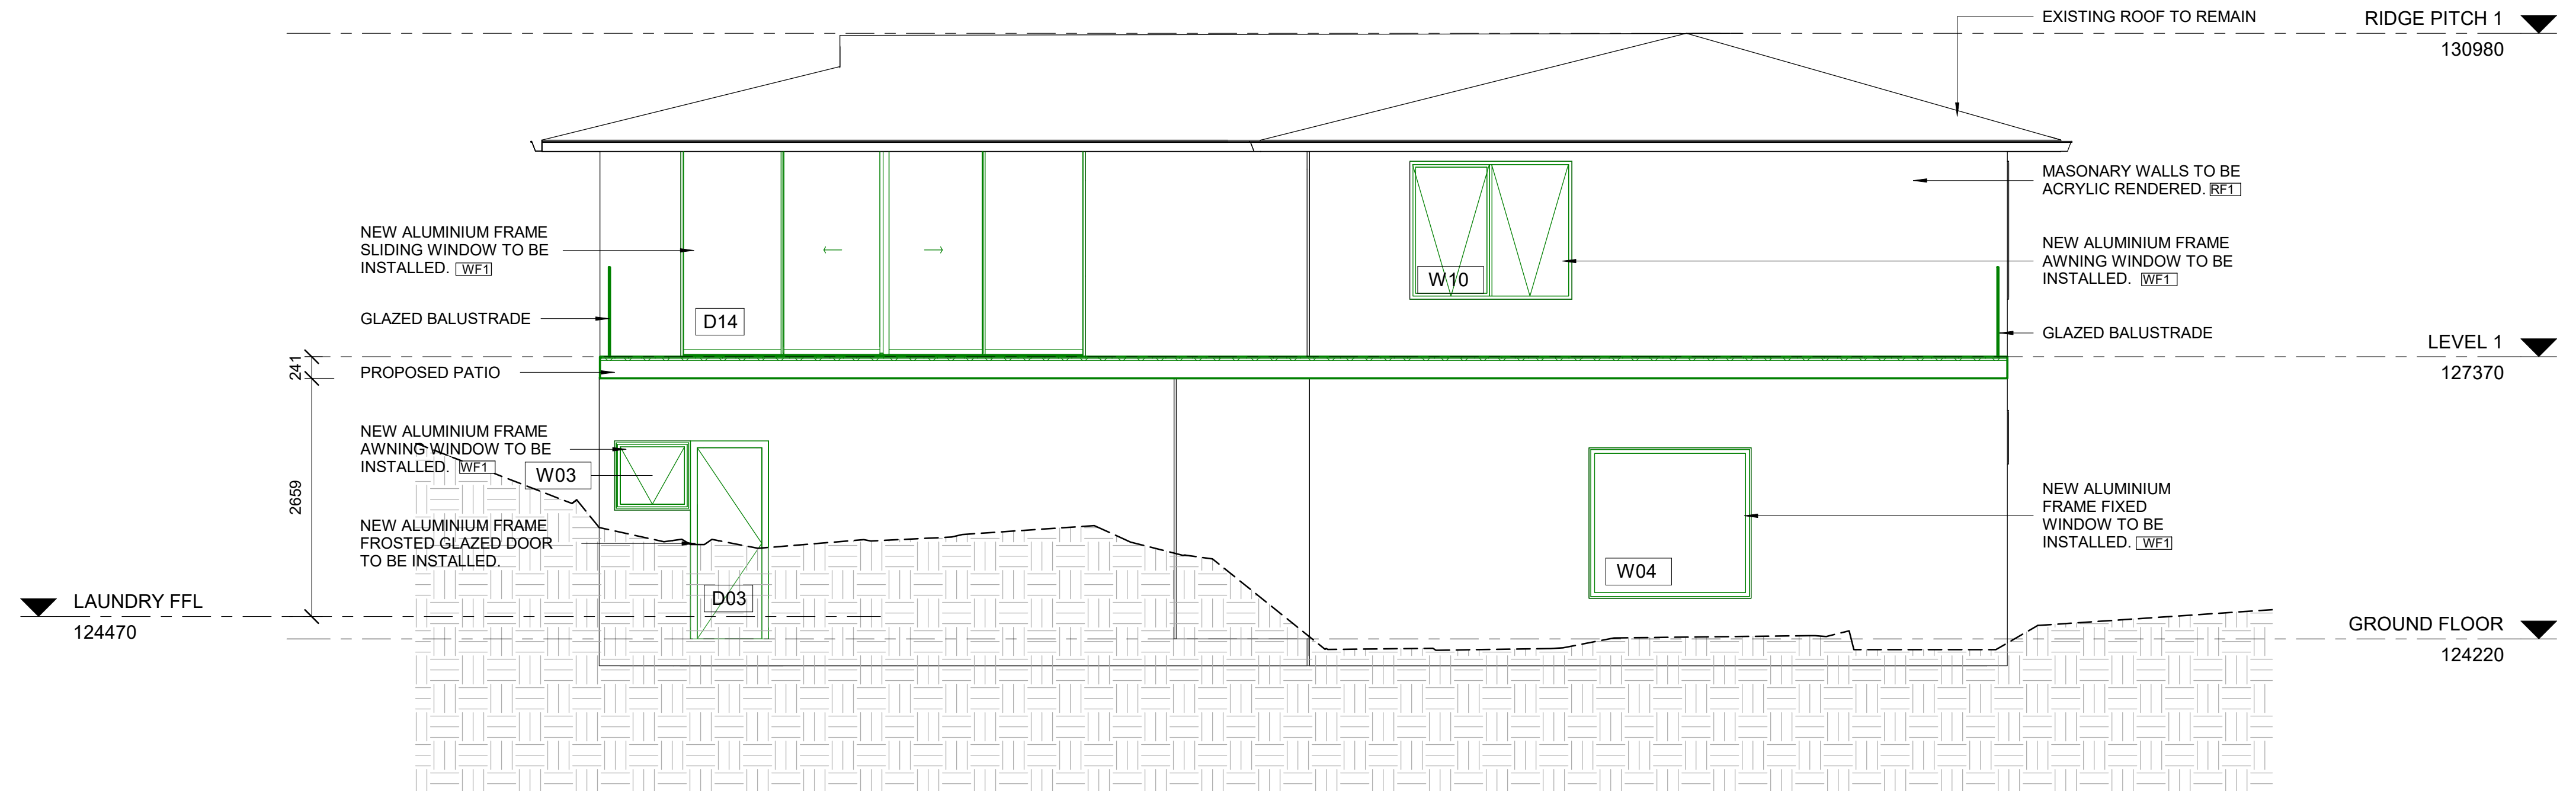 EXISTING ROOF TO REMAIN
RIDGE PITCH 1
130980
MASONARY WALLS TO BE
ACRYLIC RENDERED. RF1
NEW ALUMINIUM FRAME
SLIDING WINDOW TO BE
INSTALLED. WF1
NEW ALUMINIUM FRAME
AWNING WINDOW TO BE
INSTALLED. WF1
W10
D14
GLAZED BALUSTRADE
GLAZED BALUSTRADE
LEVEL 1
127370
241
PROPOSED PATIO
NEW ALUMINIUM FRAME
AWNING WINDOW TO BE
INSTALLED. WF1
W03
2659
NEW ALUMINIUM FRAME
FROSTED GLAZED DOOR
TO BE INSTALLED.
NEW ALUMINIUM
FRAME FIXED
WINDOW TO BE
INSTALLED. WF1
W04
D03
LAUNDRY FFL
124470
GROUND FLOOR
124220